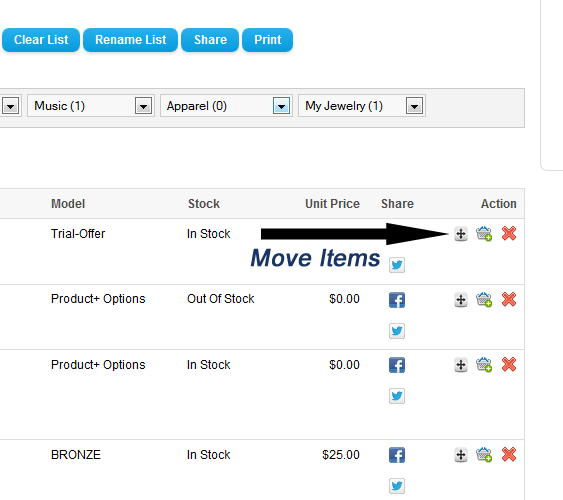 Clear List Rename List Share Print
Music (1) Apparel (0) My Jewelry (1)
Model Stock Unit Price Share Action
Trial-Offer In Stock
Move Items
Product+ Options Out Of Stock $0.00
Product+ Options In Stock $0.00
BRONZE In Stock $25.00